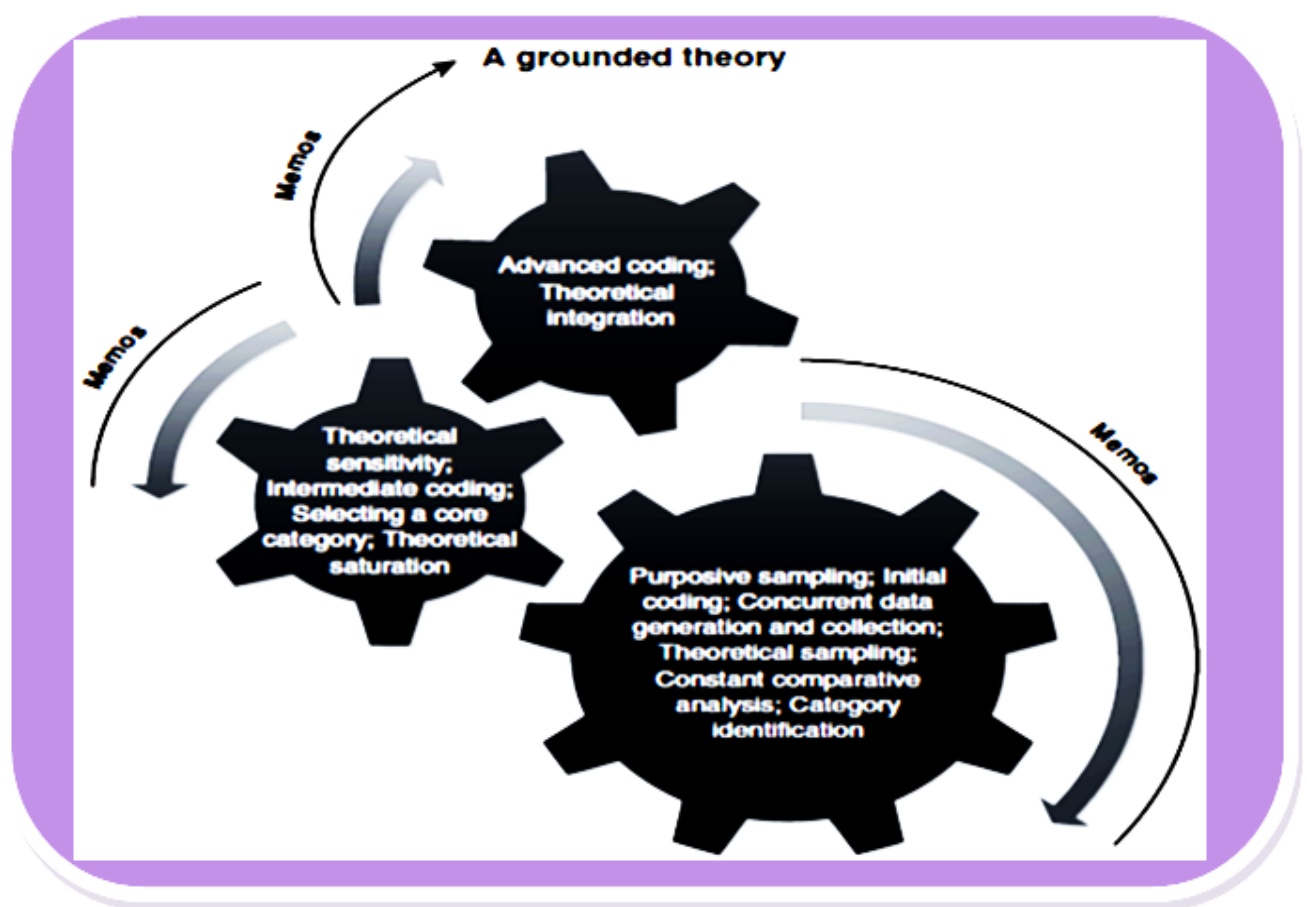 A grounded theory
Memos
Advanced coding;
Theoretical
integration
Memos
Theoretical
sensitivity;
Intermediate coding;
Selecting a core
category; Theoretical
saturation
Memos
Purposive sampling; Initial
coding; Concurrent data
generation and collection;
Theoretical sampling;
Constant comparative
analysis; Category
identification